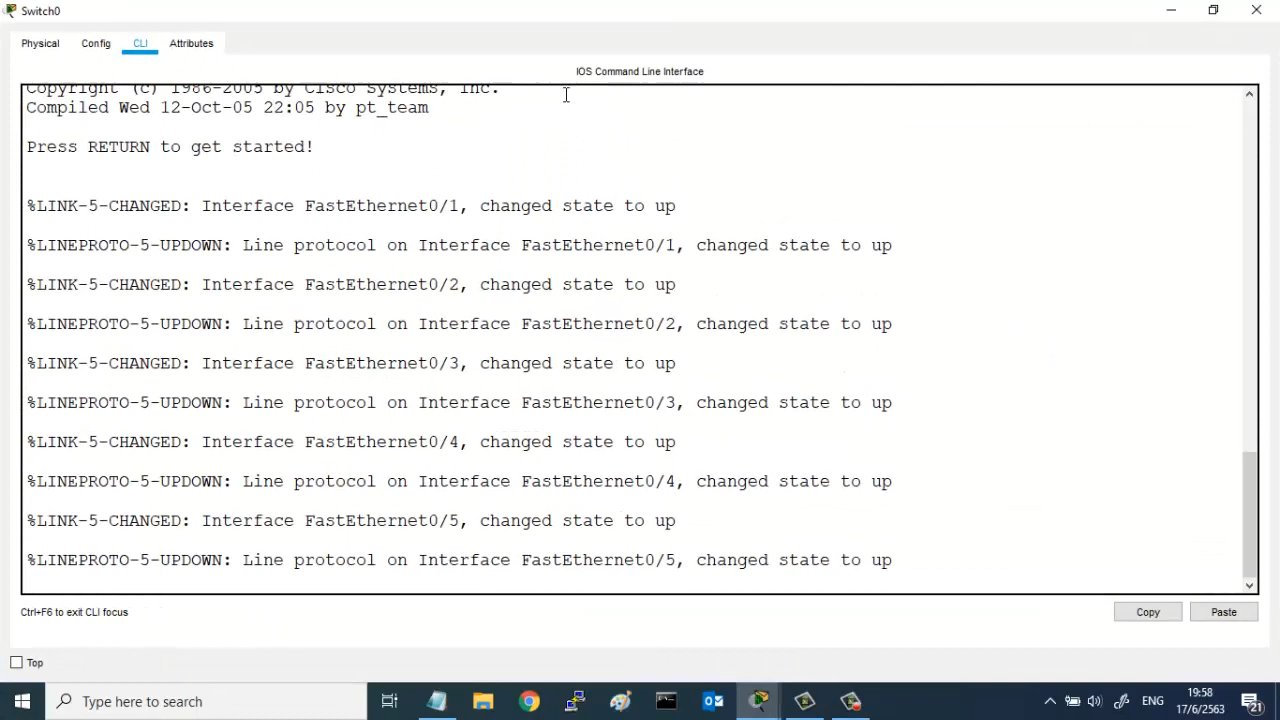 Switch0
Physical
Config
CLI
Attributes
IOS Command Line Interface
Copyright (c) 1986-2005 by Cisco Systems, Inc.
Compiled Wed 12-Oct-05 22:05 by pt_team
Press RETURN to get started!
%LINK-5-CHANGED: Interface FastEthernet0/1, changed state to up
%LINEPROTO-5-UPDOWN: Line protocol on Interface FastEthernet0/1, changed state to up
%LINK-5-CHANGED: Interface FastEthernet0/2, changed state to up
%LINEPROTO-5-UPDOWN: Line protocol on Interface FastEthernet0/2, changed state to up
%LINK-5-CHANGED: Interface FastEthernet0/3, changed state to up
%LINEPROTO-5-UPDOWN: Line protocol on Interface FastEthernet0/3, changed state to up
%LINK-5-CHANGED: Interface FastEthernet0/4, changed state to up
%LINEPROTO-5-UPDOWN: Line protocol on Interface FastEthernet0/4, changed state to up
%LINK-5-CHANGED: Interface FastEthernet0/5, changed state to up
%LINEPROTO-5-UPDOWN: Line protocol on Interface FastEthernet0/5, changed state to up
Ctrl+F6 to exit CLI focus
Copy
Paste
Top
Type here to search
ENG
19:58
17/6/2563
21